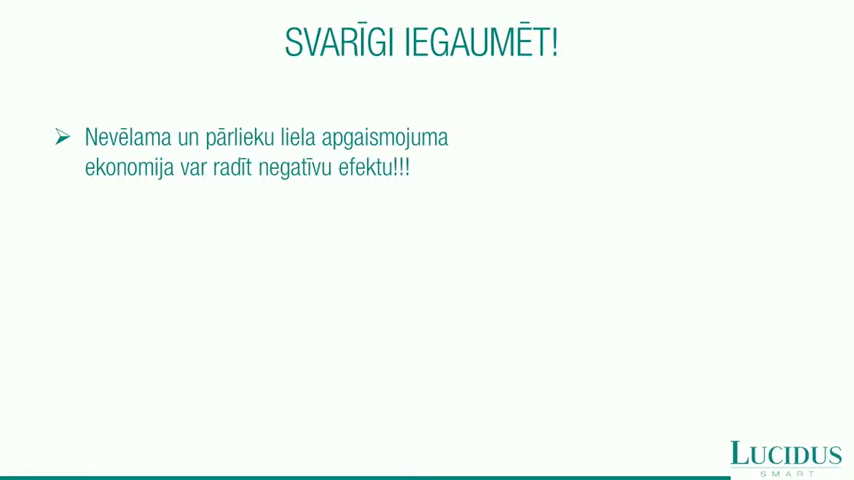 SVARĪGI IEGAUMĒT!
Nevēlama un pārlieku liela apgaismojuma
ekonomija var radīt negatīvu efektu!!!
LUCIDUS
SMART